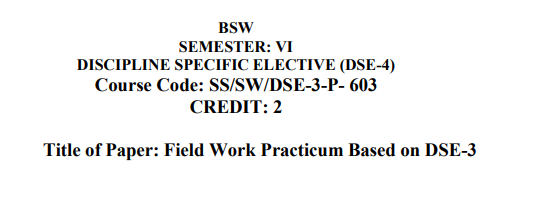 BSW
SEMESTER: VI
DISCIPLINE SPECIFIC ELECTIVE (DSE-4)
Course Code: SS/SW/DSE-3-P- 603
CREDIT: 2
Title of Paper: Field Work Practicum Based on DSE-3